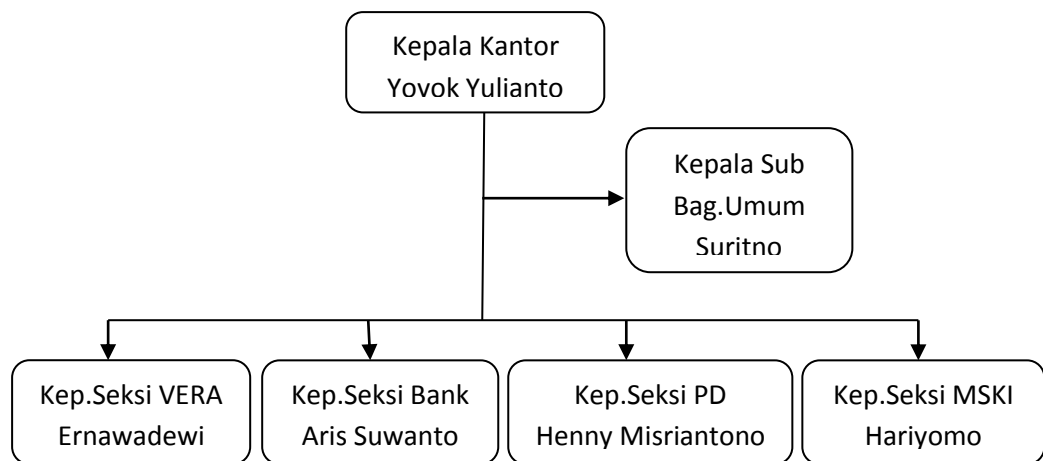 Kepala Kantor
Yovok Yulianto
Kepala Sub
Bag.Umum
Suritno
Kep.Seksi VERA
Ernawadewi
Kep.Seksi Bank
Aris Suwanto
Kep.Seksi PD
Henny Misriantono
Kep.Seksi MSKI
Hariyomo